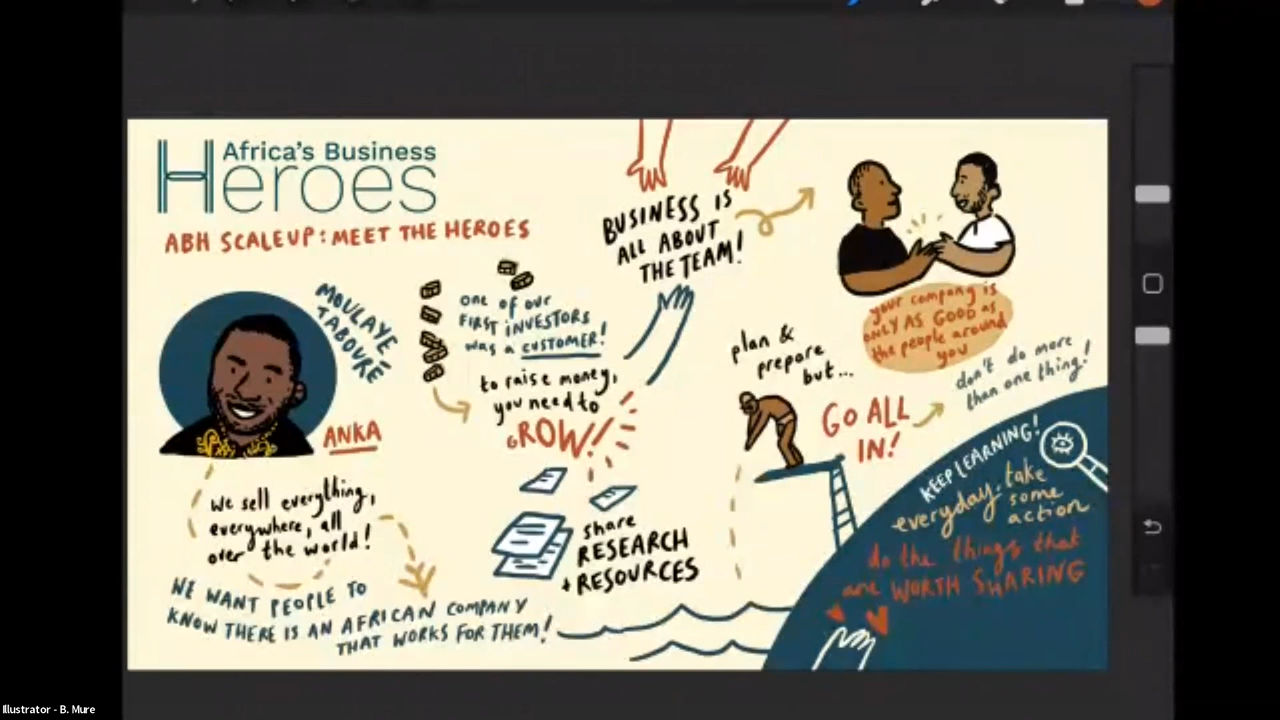 Africa's Business
Heroes
ABH SCALEUP: MEET THE HEROES
MOULAYE
TABOURÉ
ANKA
we sell everything,
everywhere, all
over the world!
WE WANT PEOPLE TO
KNOW THERE IS AN AFRICAN COMPANY
THAT WORKS FOR THEM!
one of our
FIRST INVESTORS
was a CUSTOMER!
to raise money,
you need to
GROW!
share
RESEARCH
+ RESOURCES
BUSINESS IS
ALL ABOUT
THE TEAM!
your company is
ONLY AS GOOD as
the people around
you
plan &
prepare
but...
GO ALL
IN!
don't do more
than one thing!
KEEP LEARNING!
everyday, take
some
action
do the things that
are WORTH SHARING
Illustrator - B. Mure